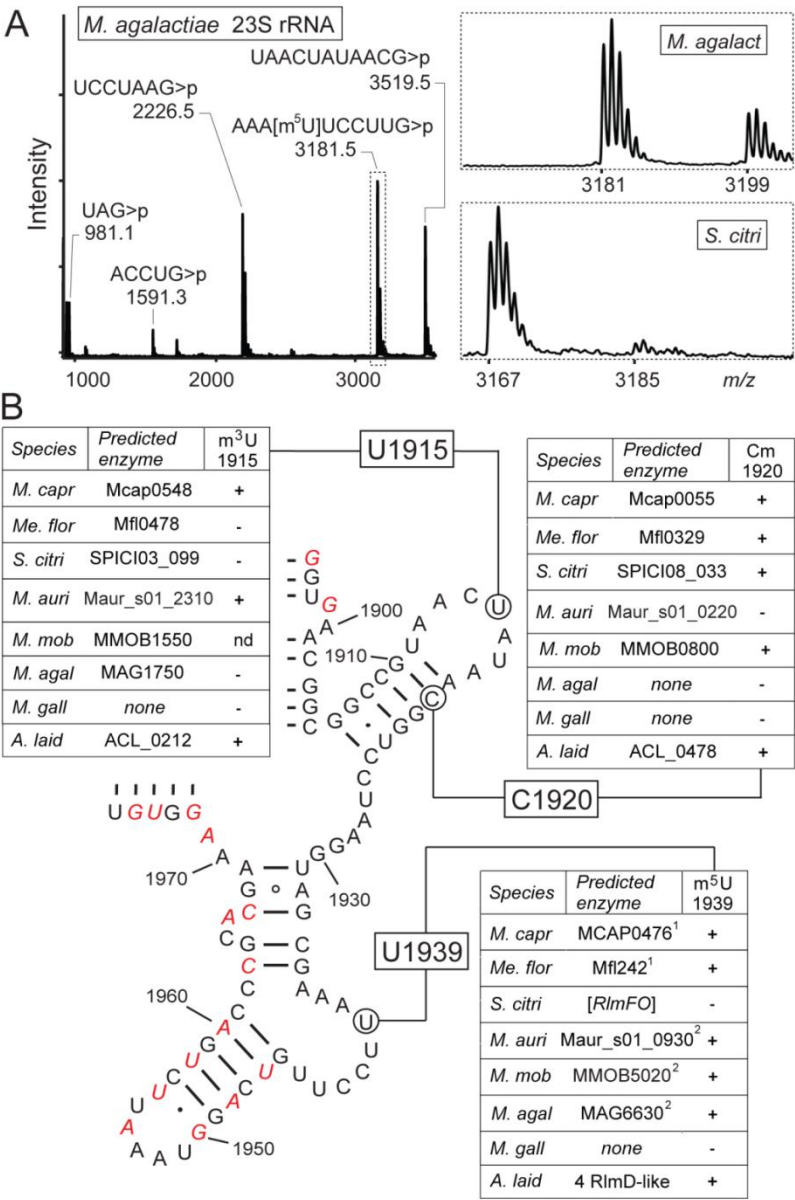 A
M. agalactiae 23S rRNA
Intensity
UAG>p
981.1
ACCUG>p
1591.3
UCCUAAG>p
2226.5
AAA[m⁵U]UCCUUG>p
3181.5
UAACUAUAACG>p
3519.5
1000 2000 3000
M. agalact
3181 3199
S. citri
3167 3185 m/z
B
Species Predicted enzyme m³U 1915
M. capr Mcap0548 +
Me. flor Mfl0478 -
S. citri SPICI03_099 -
M. auri Maur_s01_2310 +
M. mob MMOB1550 nd
M. agal MAG1750 -
M. gall none -
A. laid ACL_0212 +
U1915
Species Predicted enzyme Cm 1920
M. capr Mcap0055 +
Me. flor Mfl0329 +
S. citri SPICI08_033 +
M. auri Maur_s01_0220 -
M. mob MMOB0800 +
M. agal none -
M. gall none -
A. laid ACL_0478 +
C1920
G
G
U G
A
A
C
G
G
C
1900
1910
G G C C G U A A C U A U A A C G G U C C U A A G G
1930
U A G C G A A A U U C C U U G U C A G G
1950
U A A A U U C U G A
1960
C C C G C A C G A A
1970
A G G U G U
U1939
Species Predicted enzyme m⁵U 1939
M. capr MCAP0476¹ +
Me. flor Mfl242¹ +
S. citri [RlmFO] -
M. auri Maur_s01_0930² +
M. mob MMOB5020² +
M. agal MAG6630² +
M. gall none -
A. laid 4 RlmD-like +